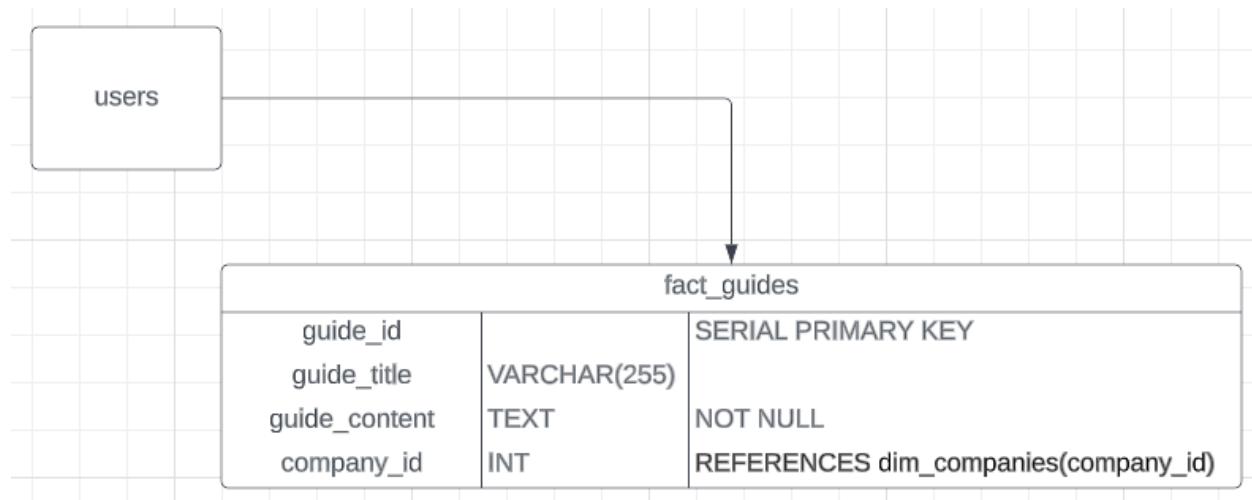 users
fact_guides
guide_id SERIAL PRIMARY KEY
guide_title VARCHAR(255)
guide_content TEXT NOT NULL
company_id INT REFERENCES dim_companies(company_id)